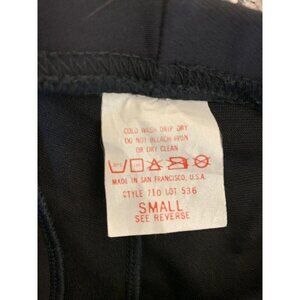 COLD WASH DRIP DRY
DO NOT BLEACH IRON
OR DRY CLEAN
MADE IN SAN FRANCISCO, U.S.A.
STYLE 710 LOT 536
SMALL
SEE REVERSE